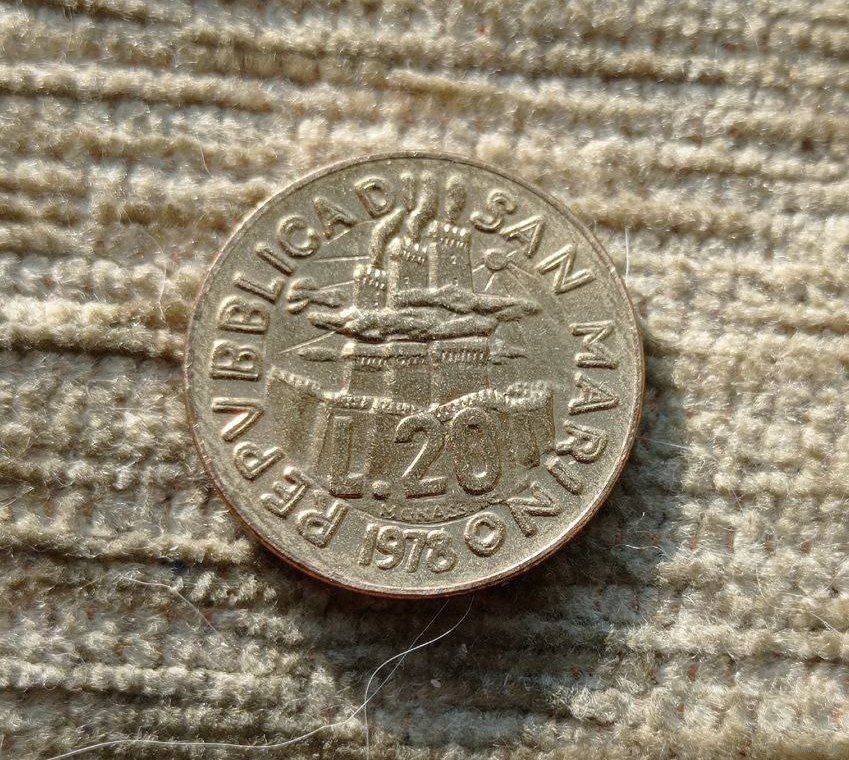 REPVBBLICA DI SAN MARINO
L.20
1978